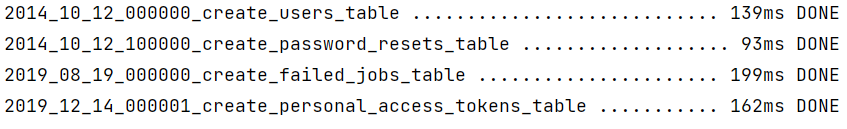 2014_10_12_000000_create_users_table ............................ 139ms DONE
2014_10_12_100000_create_password_resets_table ................... 93ms DONE
2019_08_19_000000_create_failed_jobs_table ...................... 199ms DONE
2019_12_14_000001_create_personal_access_tokens_table ........... 162ms DONE